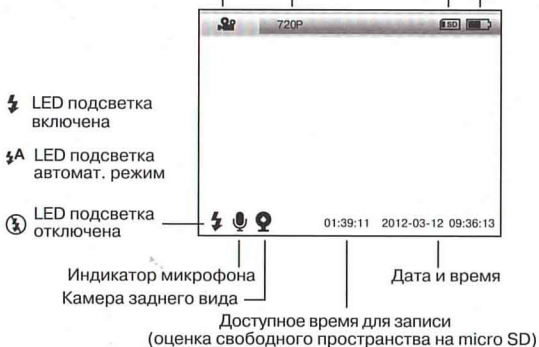 720P
SD
LED подсветка
включена
A LED подсветка
автомат. режим
LED подсветка
отключена
01:39:11 2012-03-12 09:36:13
Индикатор микрофона
Дата и время
Камера заднего вида
Доступное время для записи
(оценка свободного пространства на micro SD)